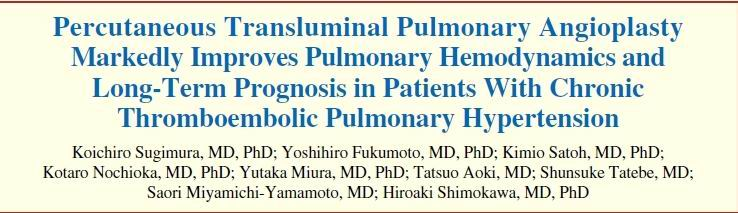 Percutaneous Transluminal Pulmonary Angioplasty
Markedly Improves Pulmonary Hemodynamics and
Long-Term Prognosis in Patients With Chronic
Thromboembolic Pulmonary Hypertension
Koichiro Sugimura, MD, PhD; Yoshihiro Fukumoto, MD, PhD; Kimio Satoh, MD, PhD;
Kotaro Nochioka, MD, PhD; Yutaka Miura, MD, PhD; Tatsuo Aoki, MD; Shunsuke Tatebe, MD;
Saori Miyamichi-Yamamoto, MD; Hiroaki Shimokawa, MD, PhD